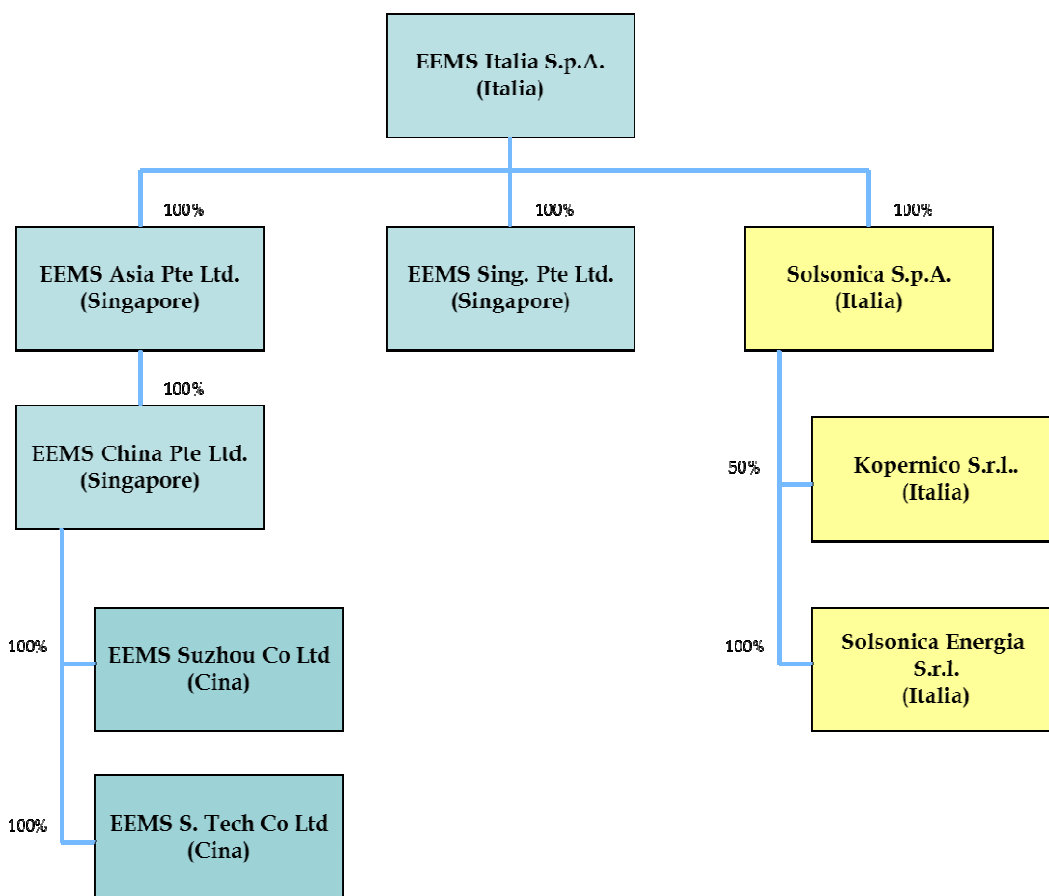 EEMS Italia S.p.A.
(Italia)
100%
100%
100%
EEMS Asia Pte Ltd.
(Singapore)
EEMS Sing. Pte Ltd.
(Singapore)
Solsonica S.p.A.
(Italia)
100%
EEMS China Pte Ltd.
(Singapore)
50%
Kopernico S.r.l..
(Italia)
100%
EEMS Suzhou Co Ltd
(Cina)
100%
Solsonica Energia
S.r.l.
(Italia)
100%
EEMS S. Tech Co Ltd
(Cina)